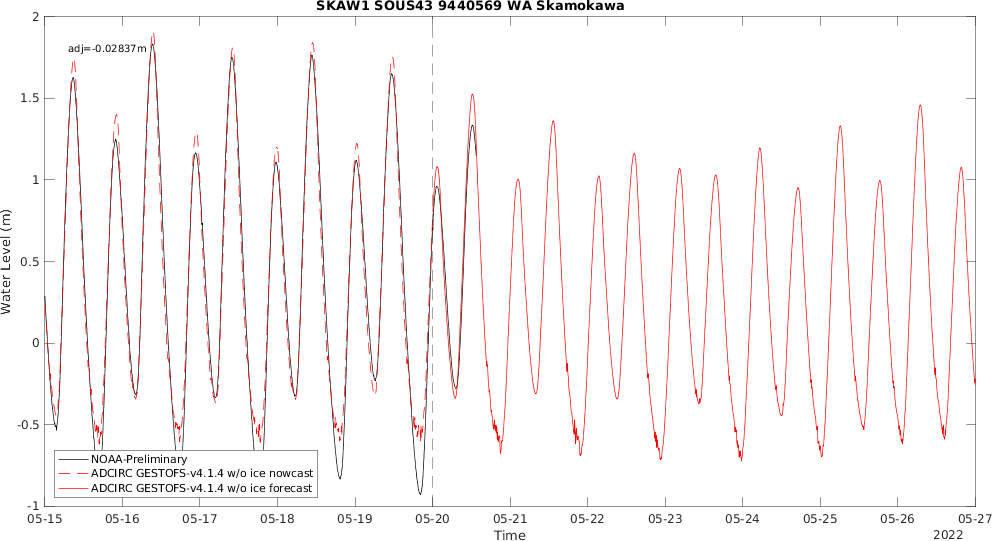 SKAW1 SOUS43 9440569 WA Skamokawa
adj=-0.02837m
Water Level (m)
2
1.5
1
0.5
0
-0.5
-1
NOAA-Preliminary
ADCIRC GESTOFS-v4.1.4 w/o ice nowcast
ADCIRC GESTOFS-v4.1.4 w/o ice forecast
05-15 05-16 05-17 05-18 05-19 05-20 05-21 05-22 05-23 05-24 05-25 05-26 05-27
Time
2022